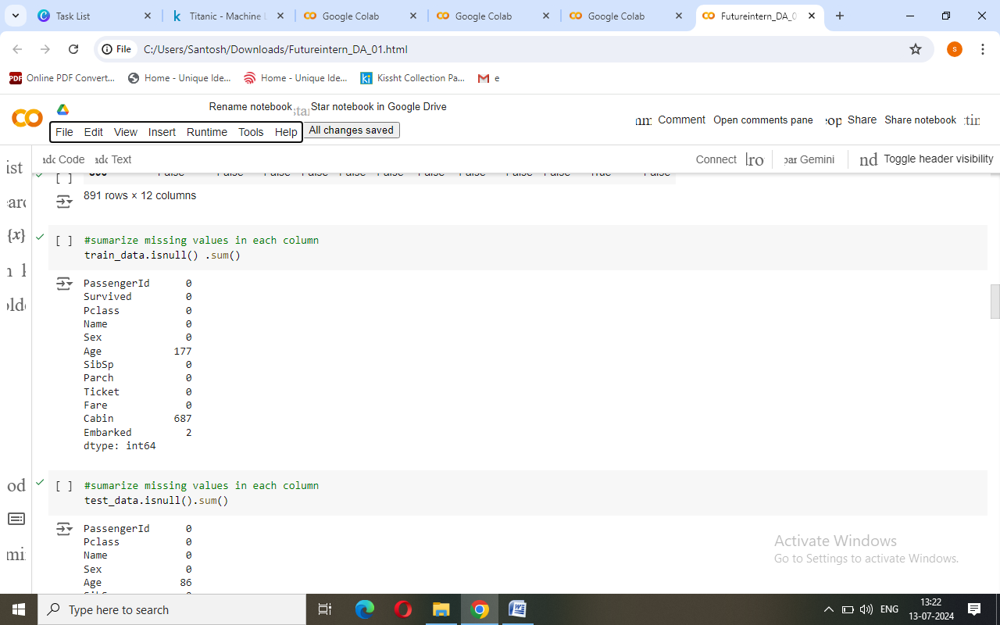 Task List
Titanic - Machine L
Google Colab
Google Colab
Google Colab
Futureintern_DA_0
File C:/Users/Santosh/Downloads/Futureintern_DA_01.html
s
PDF Online PDF Convert...
Home - Unique Ide...
Home - Unique Ide...
ki Kissht Collection Pa...
e
Rename notebook
Star notebook in Google Drive
File Edit View Insert Runtime Tools Help All changes saved
Comment Open comments pane Share Share notebook
Code Text
Connect Gemini Toggle header visibility
[ ]
891 rows × 12 columns
{x}
[ ] #sumarize missing values in each column
train_data.isnull() .sum()
PassengerId 0
Survived 0
Pclass 0
Name 0
Sex 0
Age 177
SibSp 0
Parch 0
Ticket 0
Fare 0
Cabin 687
Embarked 2
dtype: int64
[ ] #sumarize missing values in each column
test_data.isnull().sum()
PassengerId 0
Pclass 0
Name 0
Sex 0
Age 86
Activate Windows
Go to Settings to activate Windows.
Type here to search
ENG
13:22
13-07-2024